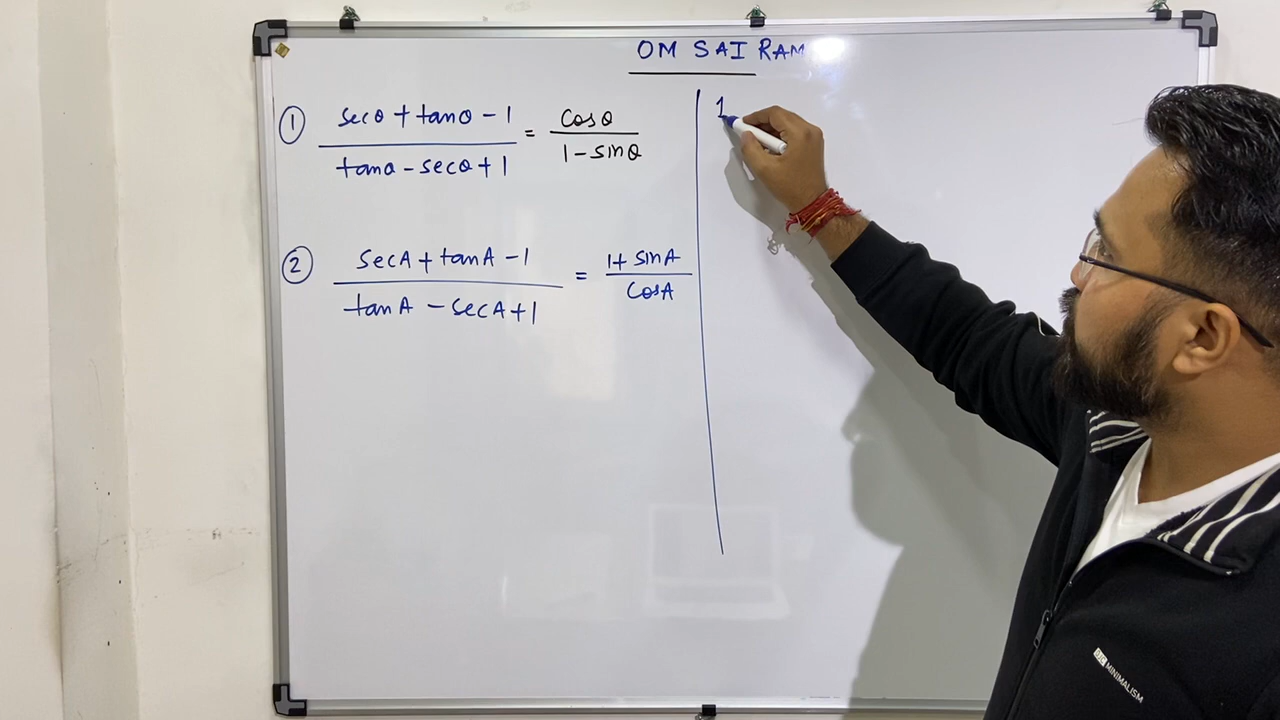 OM SAI RAM
① secθ + tanθ - 1 / tanθ - secθ + 1 = cosθ / 1 - sinθ
② secA + tanA - 1 / tanA - secA + 1 = 1 + sinA / cosA
1
MINIMALISM